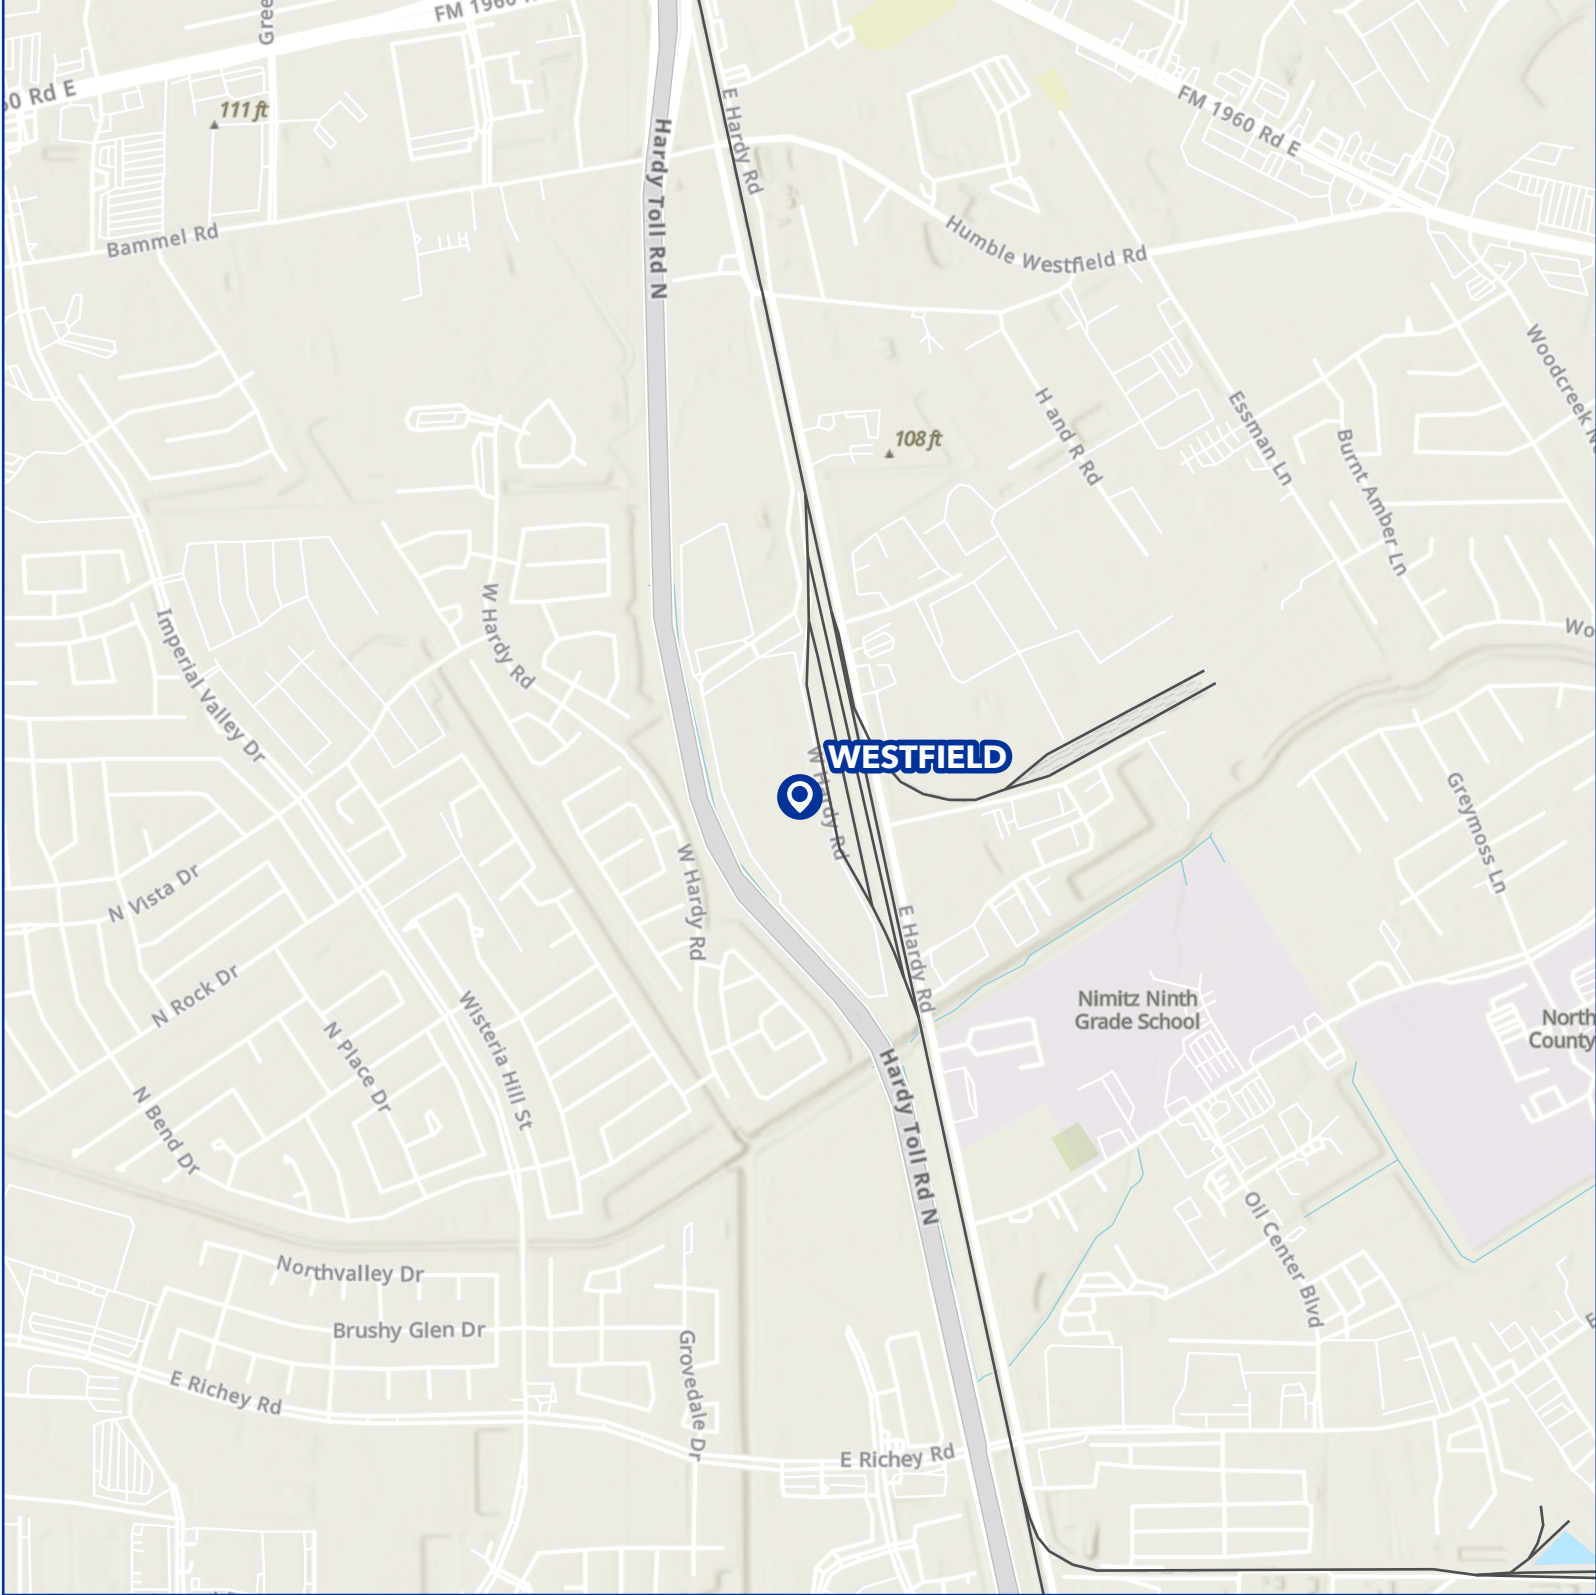 Gree
FM 1960
50 Rd E
111 ft
Bammel Rd
Hardy Toll Rd N
E Hardy Rd
FM 1960 Rd E
Humble Westfield Rd
Woodcreek
108 ft
H and R Rd
Essman Ln
Burnt Amber Ln
W Hardy Rd
Imperial Valley Dr
Wo
WESTFIELD
W Hardy Rd
Greymoss Ln
N Vista Dr
W Hardy Rd
E Hardy Rd
N Rock Dr
Wisteria Hill St
Nimitz Ninth
Grade School
North
County
N Place Dr
N Bend Dr
Hardy Toll Rd N
Oil Center Blvd
Northvalley Dr
Brushy Glen Dr
Grovedale Dr
E Richey Rd
E Richey Rd